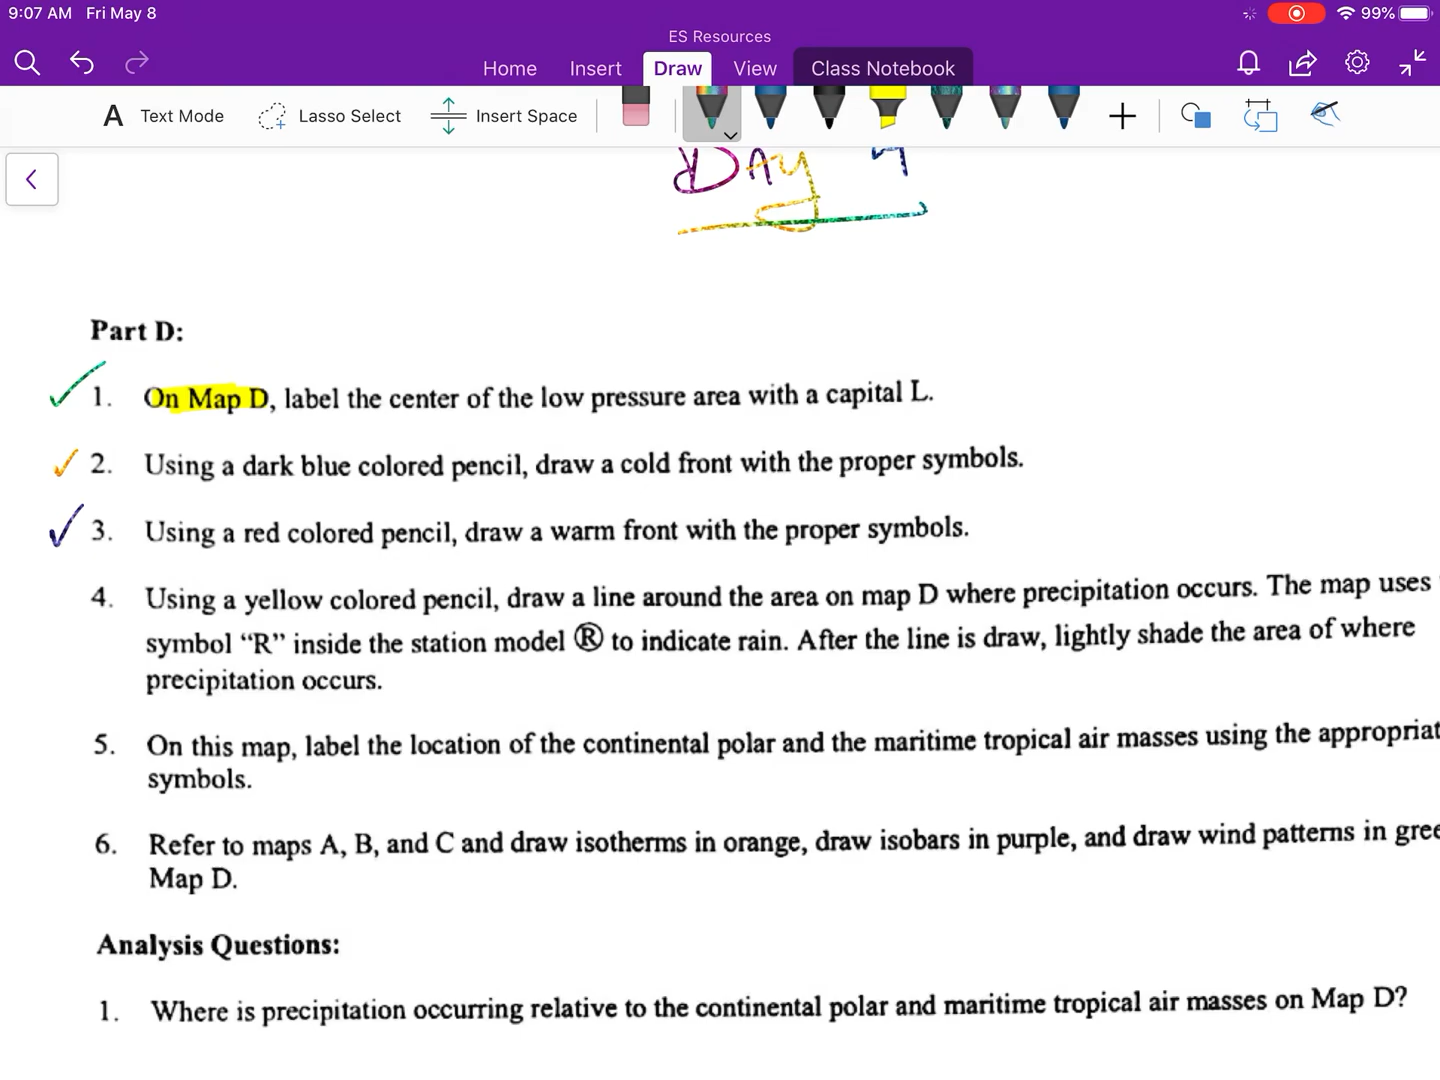 9:07 AM Fri May 8
99%
ES Resources
Home Insert Draw View Class Notebook
A Text Mode Lasso Select Insert Space
Day 4
Part D:
1. On Map D, label the center of the low pressure area with a capital L.
2. Using a dark blue colored pencil, draw a cold front with the proper symbols.
3. Using a red colored pencil, draw a warm front with the proper symbols.
4. Using a yellow colored pencil, draw a line around the area on map D where precipitation occurs. The map uses
symbol “R” inside the station model Ⓡ to indicate rain. After the line is draw, lightly shade the area of where
precipitation occurs.
5. On this map, label the location of the continental polar and the maritime tropical air masses using the appropriat
symbols.
6. Refer to maps A, B, and C and draw isotherms in orange, draw isobars in purple, and draw wind patterns in gree
Map D.
Analysis Questions:
1. Where is precipitation occurring relative to the continental polar and maritime tropical air masses on Map D?